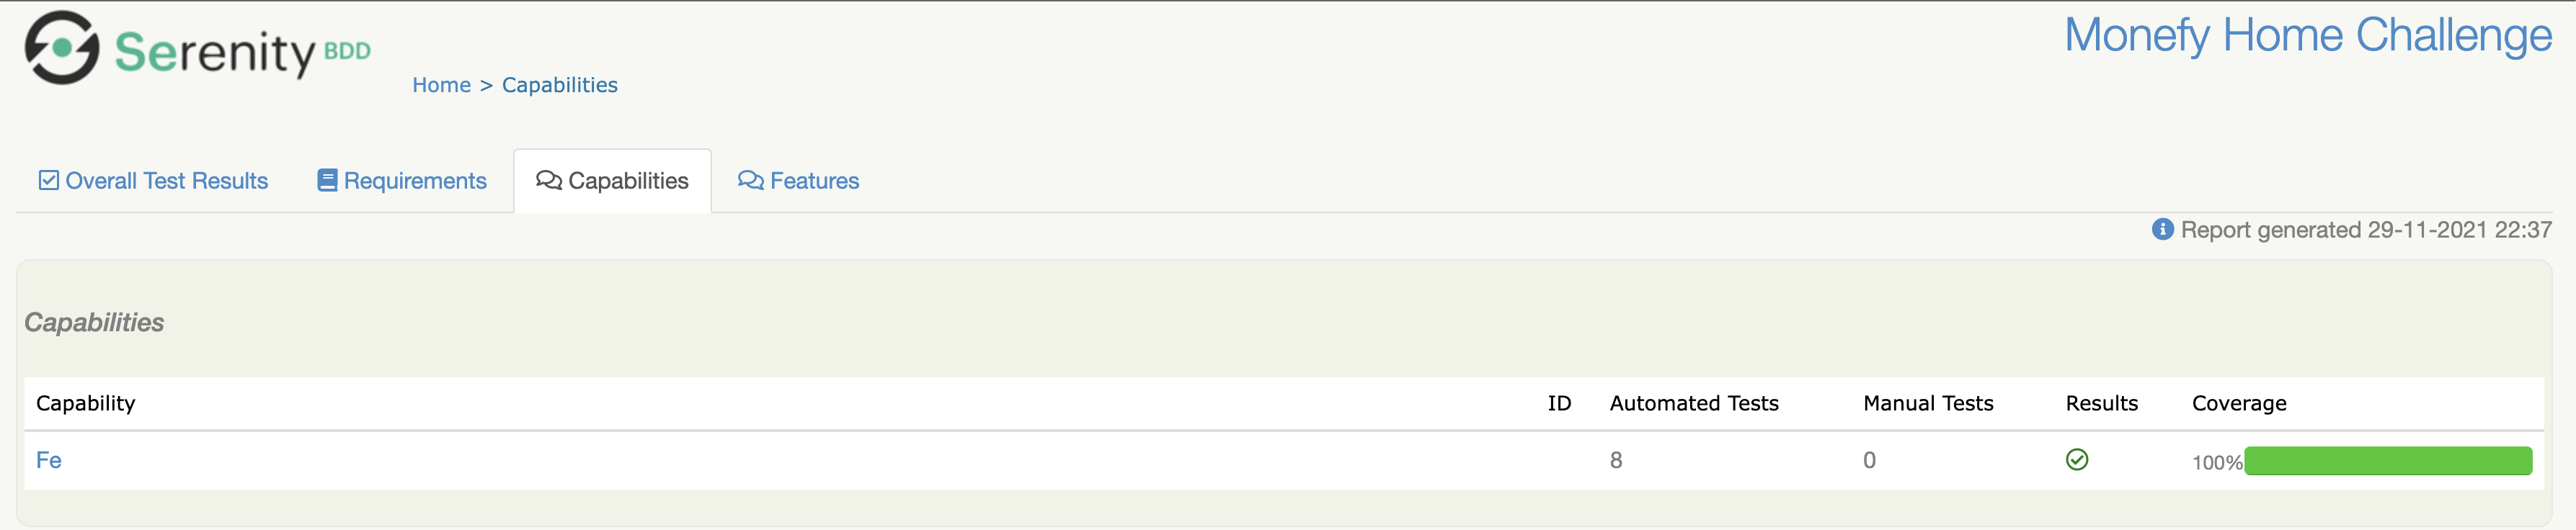 Serenity BDD
Monefy Home Challenge
Home > Capabilities
Overall Test Results Requirements Capabilities Features
Report generated 29-11-2021 22:37
Capabilities
Capability ID Automated Tests Manual Tests Results Coverage
Fe 8 0 100%